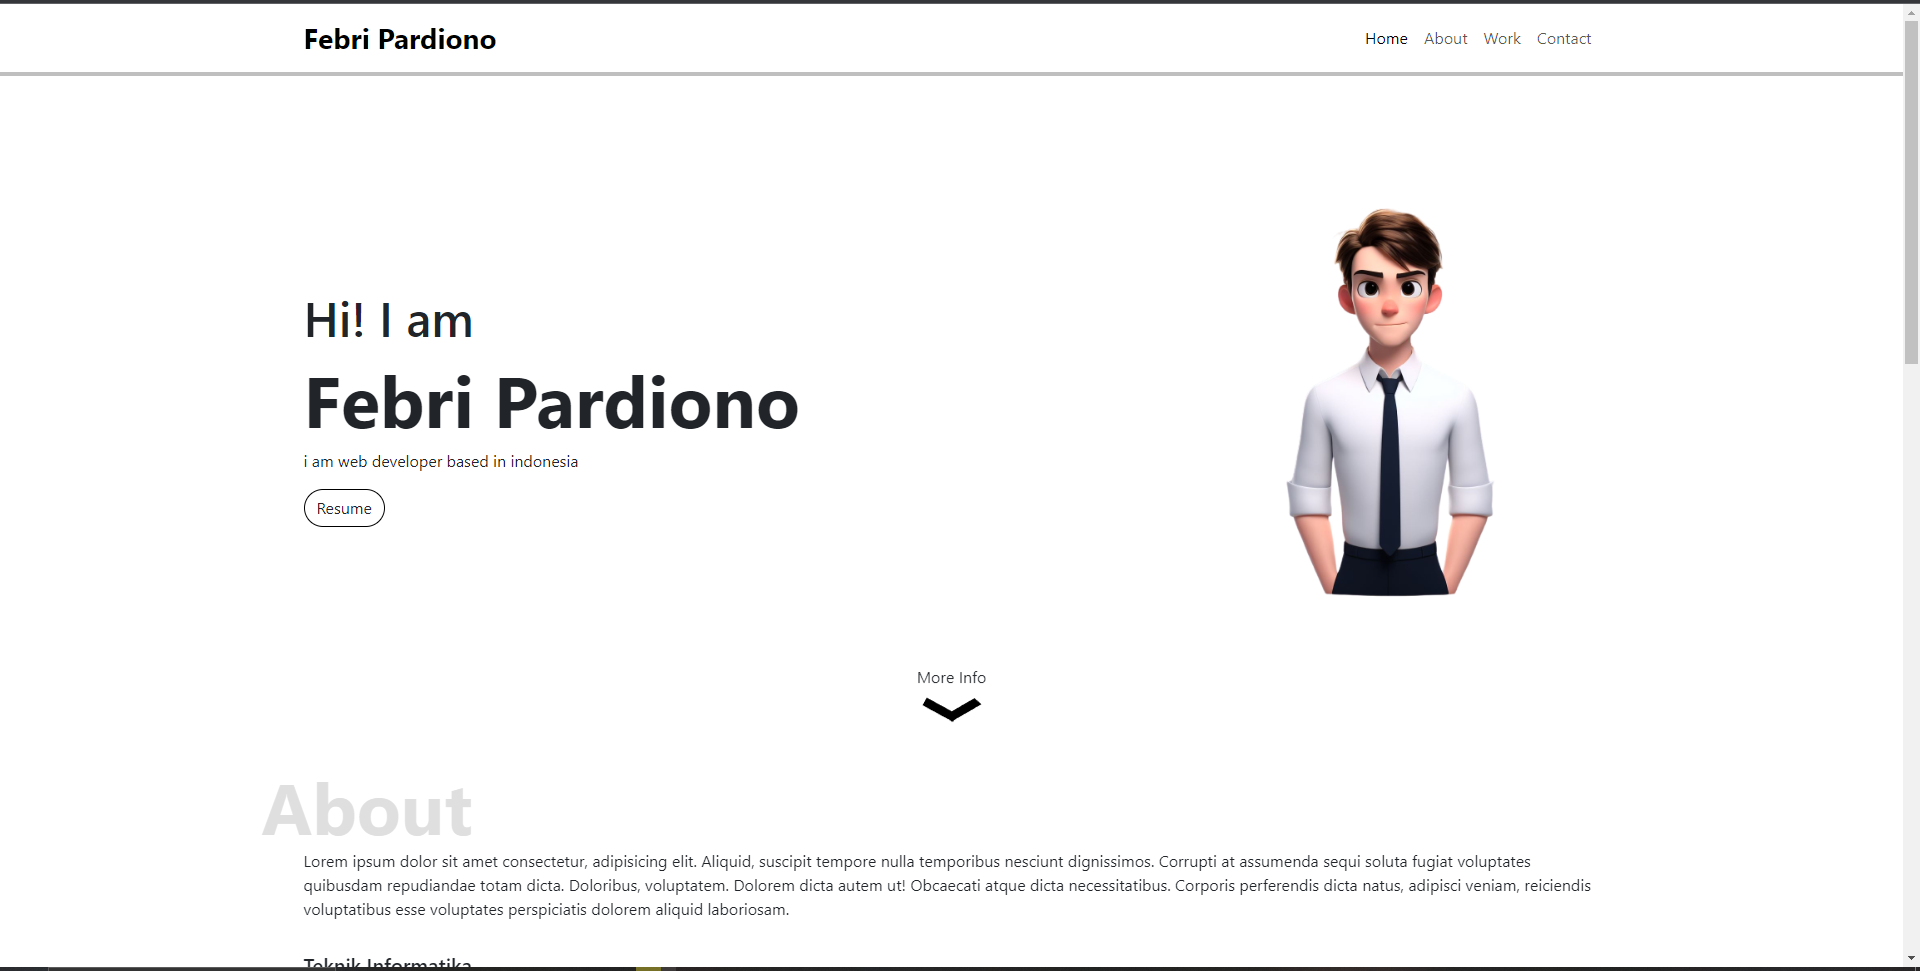 Febri Pardiono
Home About Work Contact
Hi! I am
Febri Pardiono
i am web developer based in indonesia
Resume
More Info
About
Lorem ipsum dolor sit amet consectetur, adipisicing elit. Aliquid, suscipit tempore nulla temporibus nesciunt dignissimos. Corrupti at assumenda sequi soluta fugiat voluptates
quibusdam repudiandae totam dicta. Doloribus, voluptatem. Dolorem dicta autem ut! Obcaecati atque dicta necessitatibus. Corporis perferendis dicta natus, adipisci veniam, reiciendis
voluptatibus esse voluptates perspiciatis dolorem aliquid laboriosam.
Teknik Informatika